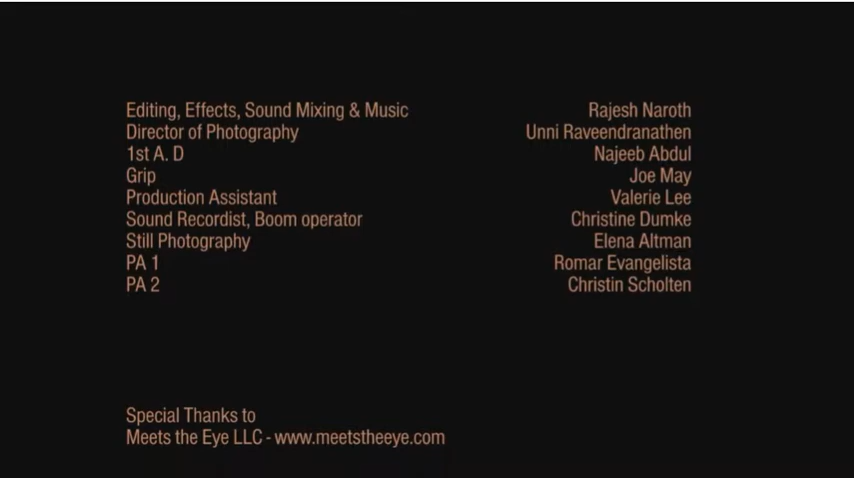 Editing, Effects, Sound Mixing & Music Rajesh Naroth
Director of Photography Unni Raveendranathen
1st A. D Najeeb Abdul
Grip Joe May
Production Assistant Valerie Lee
Sound Recordist, Boom operator Christine Dumke
Still Photography Elena Altman
PA 1 Romar Evangelista
PA 2 Christin Scholten
Special Thanks to
Meets the Eye LLC - www.meetstheeye.com